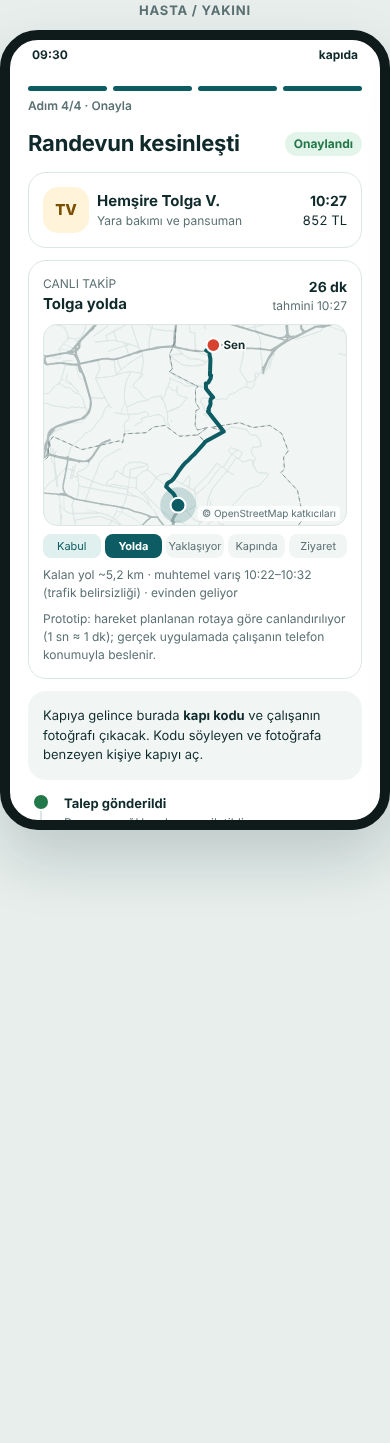 HASTA / YAKINI
09:30 kapıda
Adım 4/4 · Onayla
Randevun kesinleşti Onaylandı
TV Hemşire Tolga V. 10:27
Yara bakımı ve pansuman 852 TL
CANLI TAKİP 26 dk
Tolga yolda tahmini 10:27
Sen
© OpenStreetMap katkıcıları
Kabul Yolda Yaklaşıyor Kapında Ziyaret
Kalan yol ~5,2 km · muhtemel varış 10:22–10:32
(trafik belirsizliği) · evinden geliyor
Prototip: hareket planlanan rotaya göre canlandırılıyor
(1 sn ≈ 1 dk); gerçek uygulamada çalışanın telefon
konumuyla beslenir.
Kapıya gelince burada kapı kodu ve çalışanın
fotoğrafı çıkacak. Kodu söyleyen ve fotoğrafa
benzeyen kişiye kapıyı aç.
Talep gönderildi